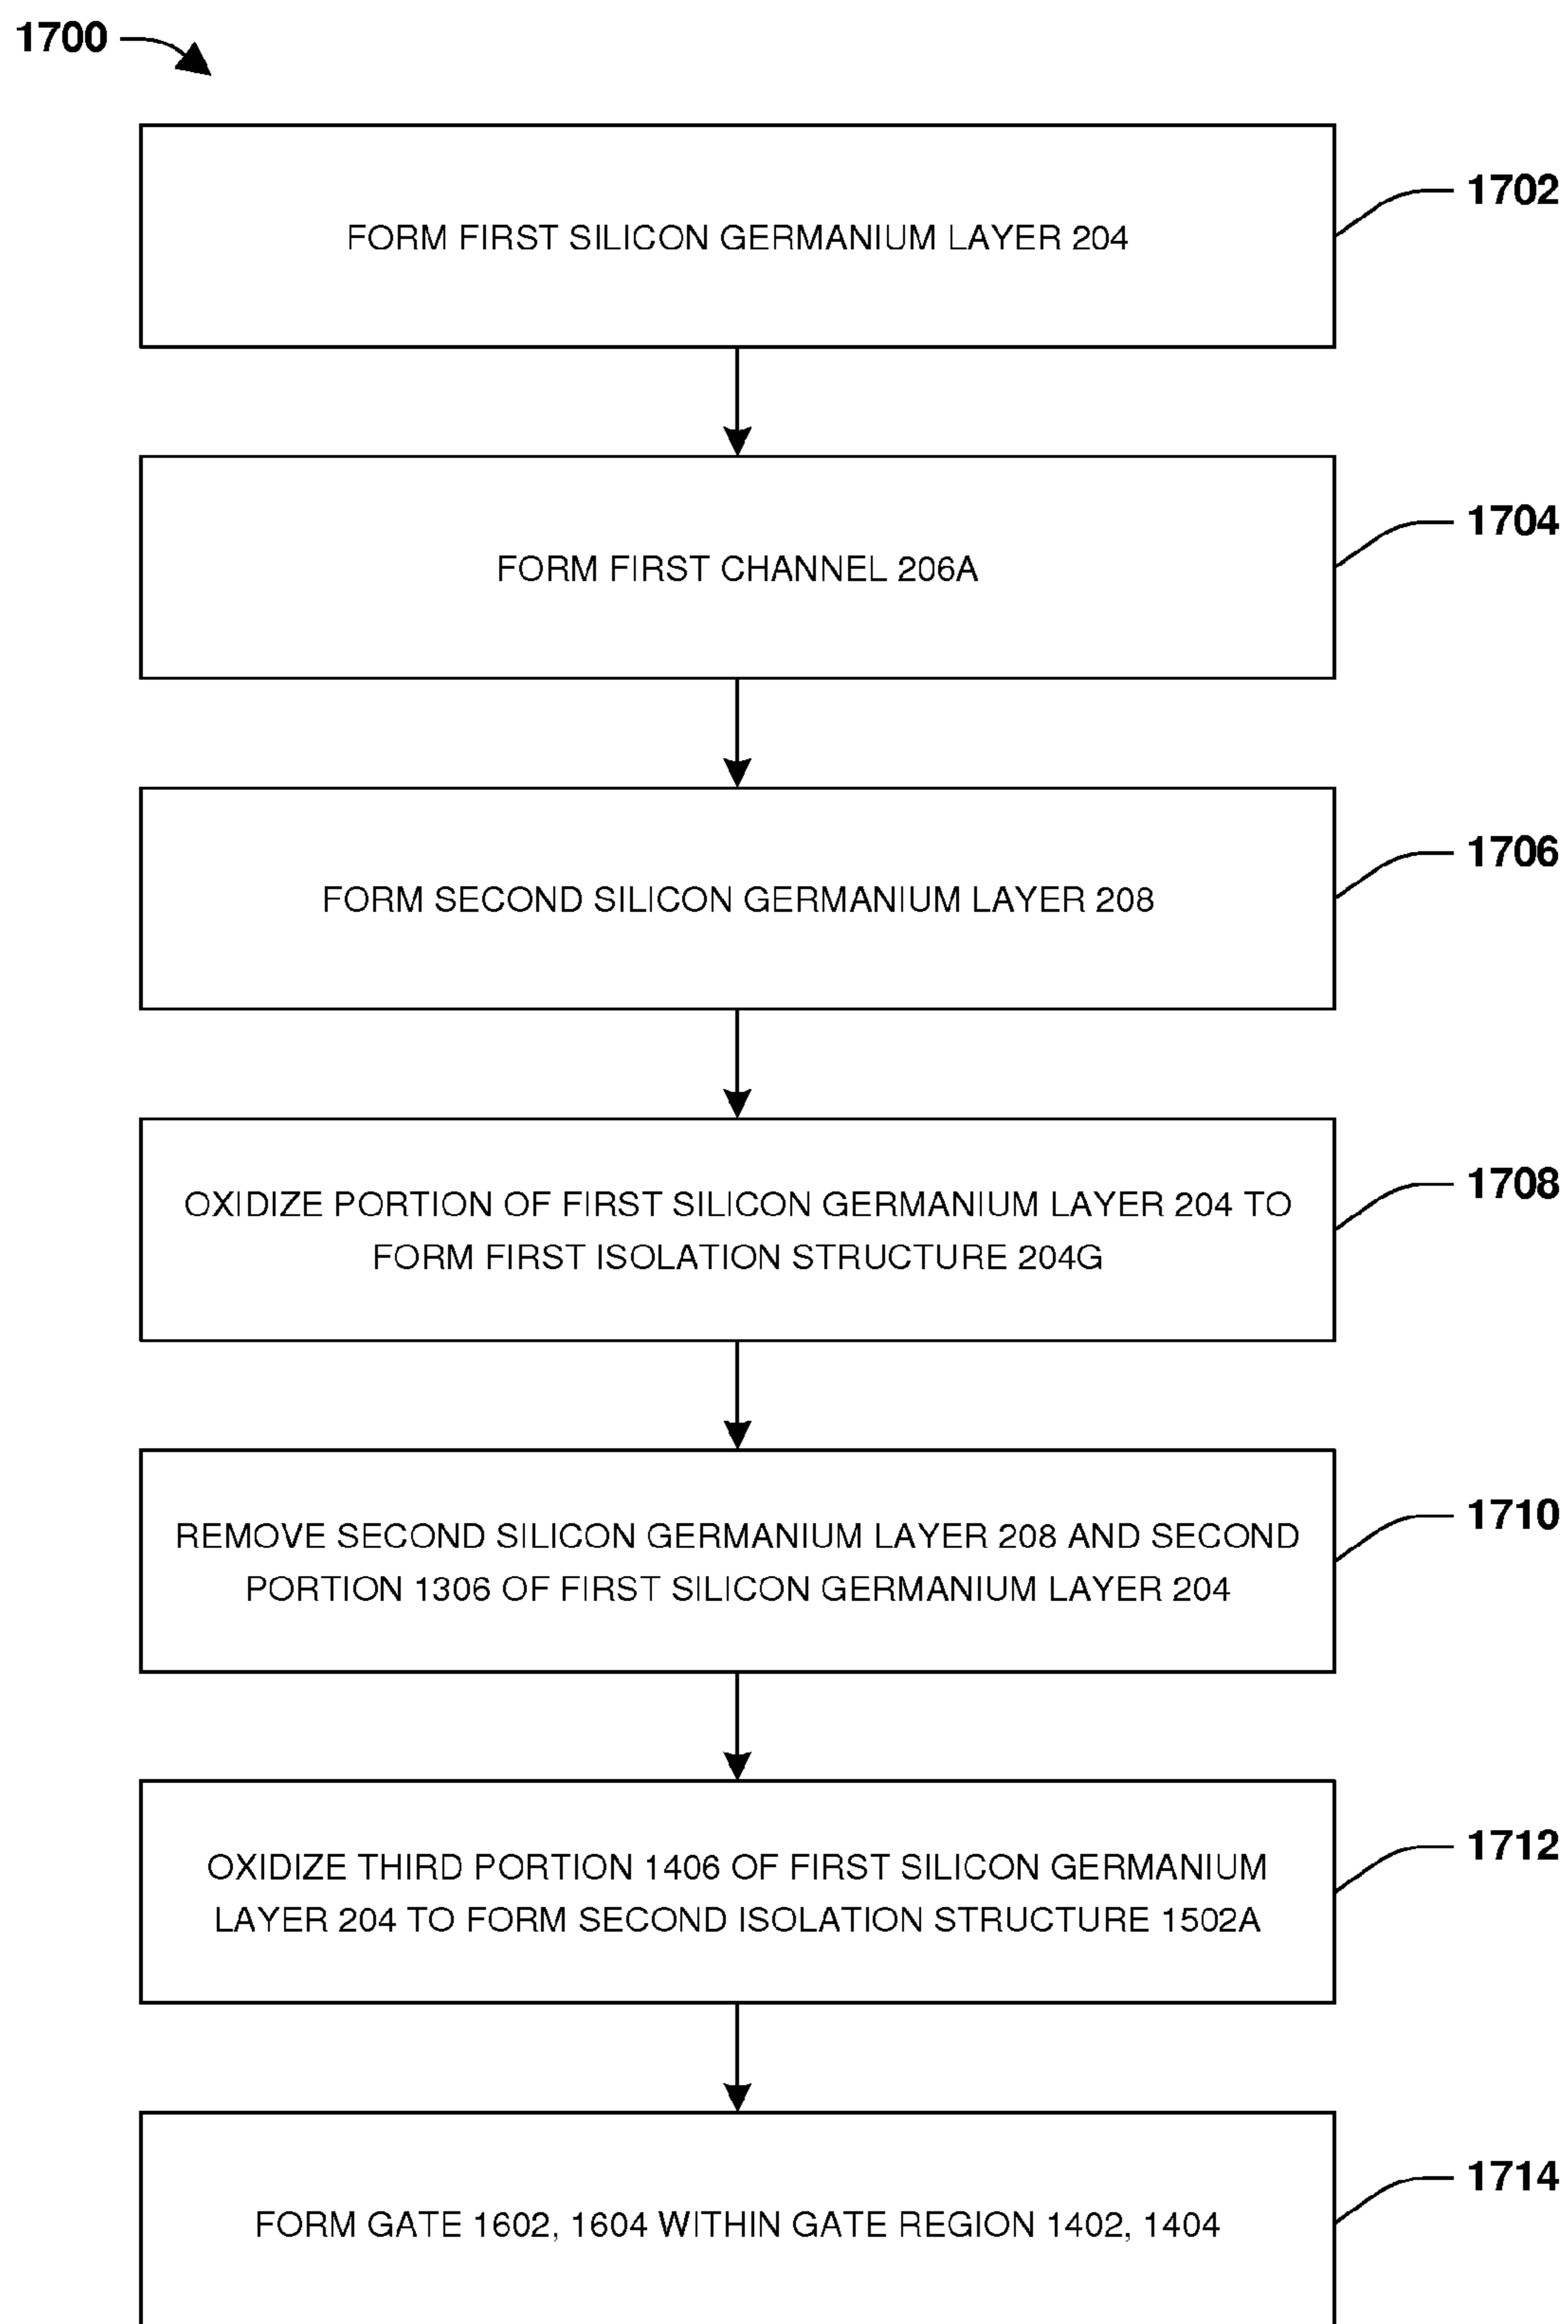 1700
FORM FIRST SILICON GERMANIUM LAYER 204
1702
FORM FIRST CHANNEL 206A
1704
FORM SECOND SILICON GERMANIUM LAYER 208
1706
OXIDIZE PORTION OF FIRST SILICON GERMANIUM LAYER 204 TO
FORM FIRST ISOLATION STRUCTURE 204G
1708
REMOVE SECOND SILICON GERMANIUM LAYER 208 AND SECOND
PORTION 1306 OF FIRST SILICON GERMANIUM LAYER 204
1710
OXIDIZE THIRD PORTION 1406 OF FIRST SILICON GERMANIUM
LAYER 204 TO FORM SECOND ISOLATION STRUCTURE 1502A
1712
FORM GATE 1602, 1604 WITHIN GATE REGION 1402, 1404
1714